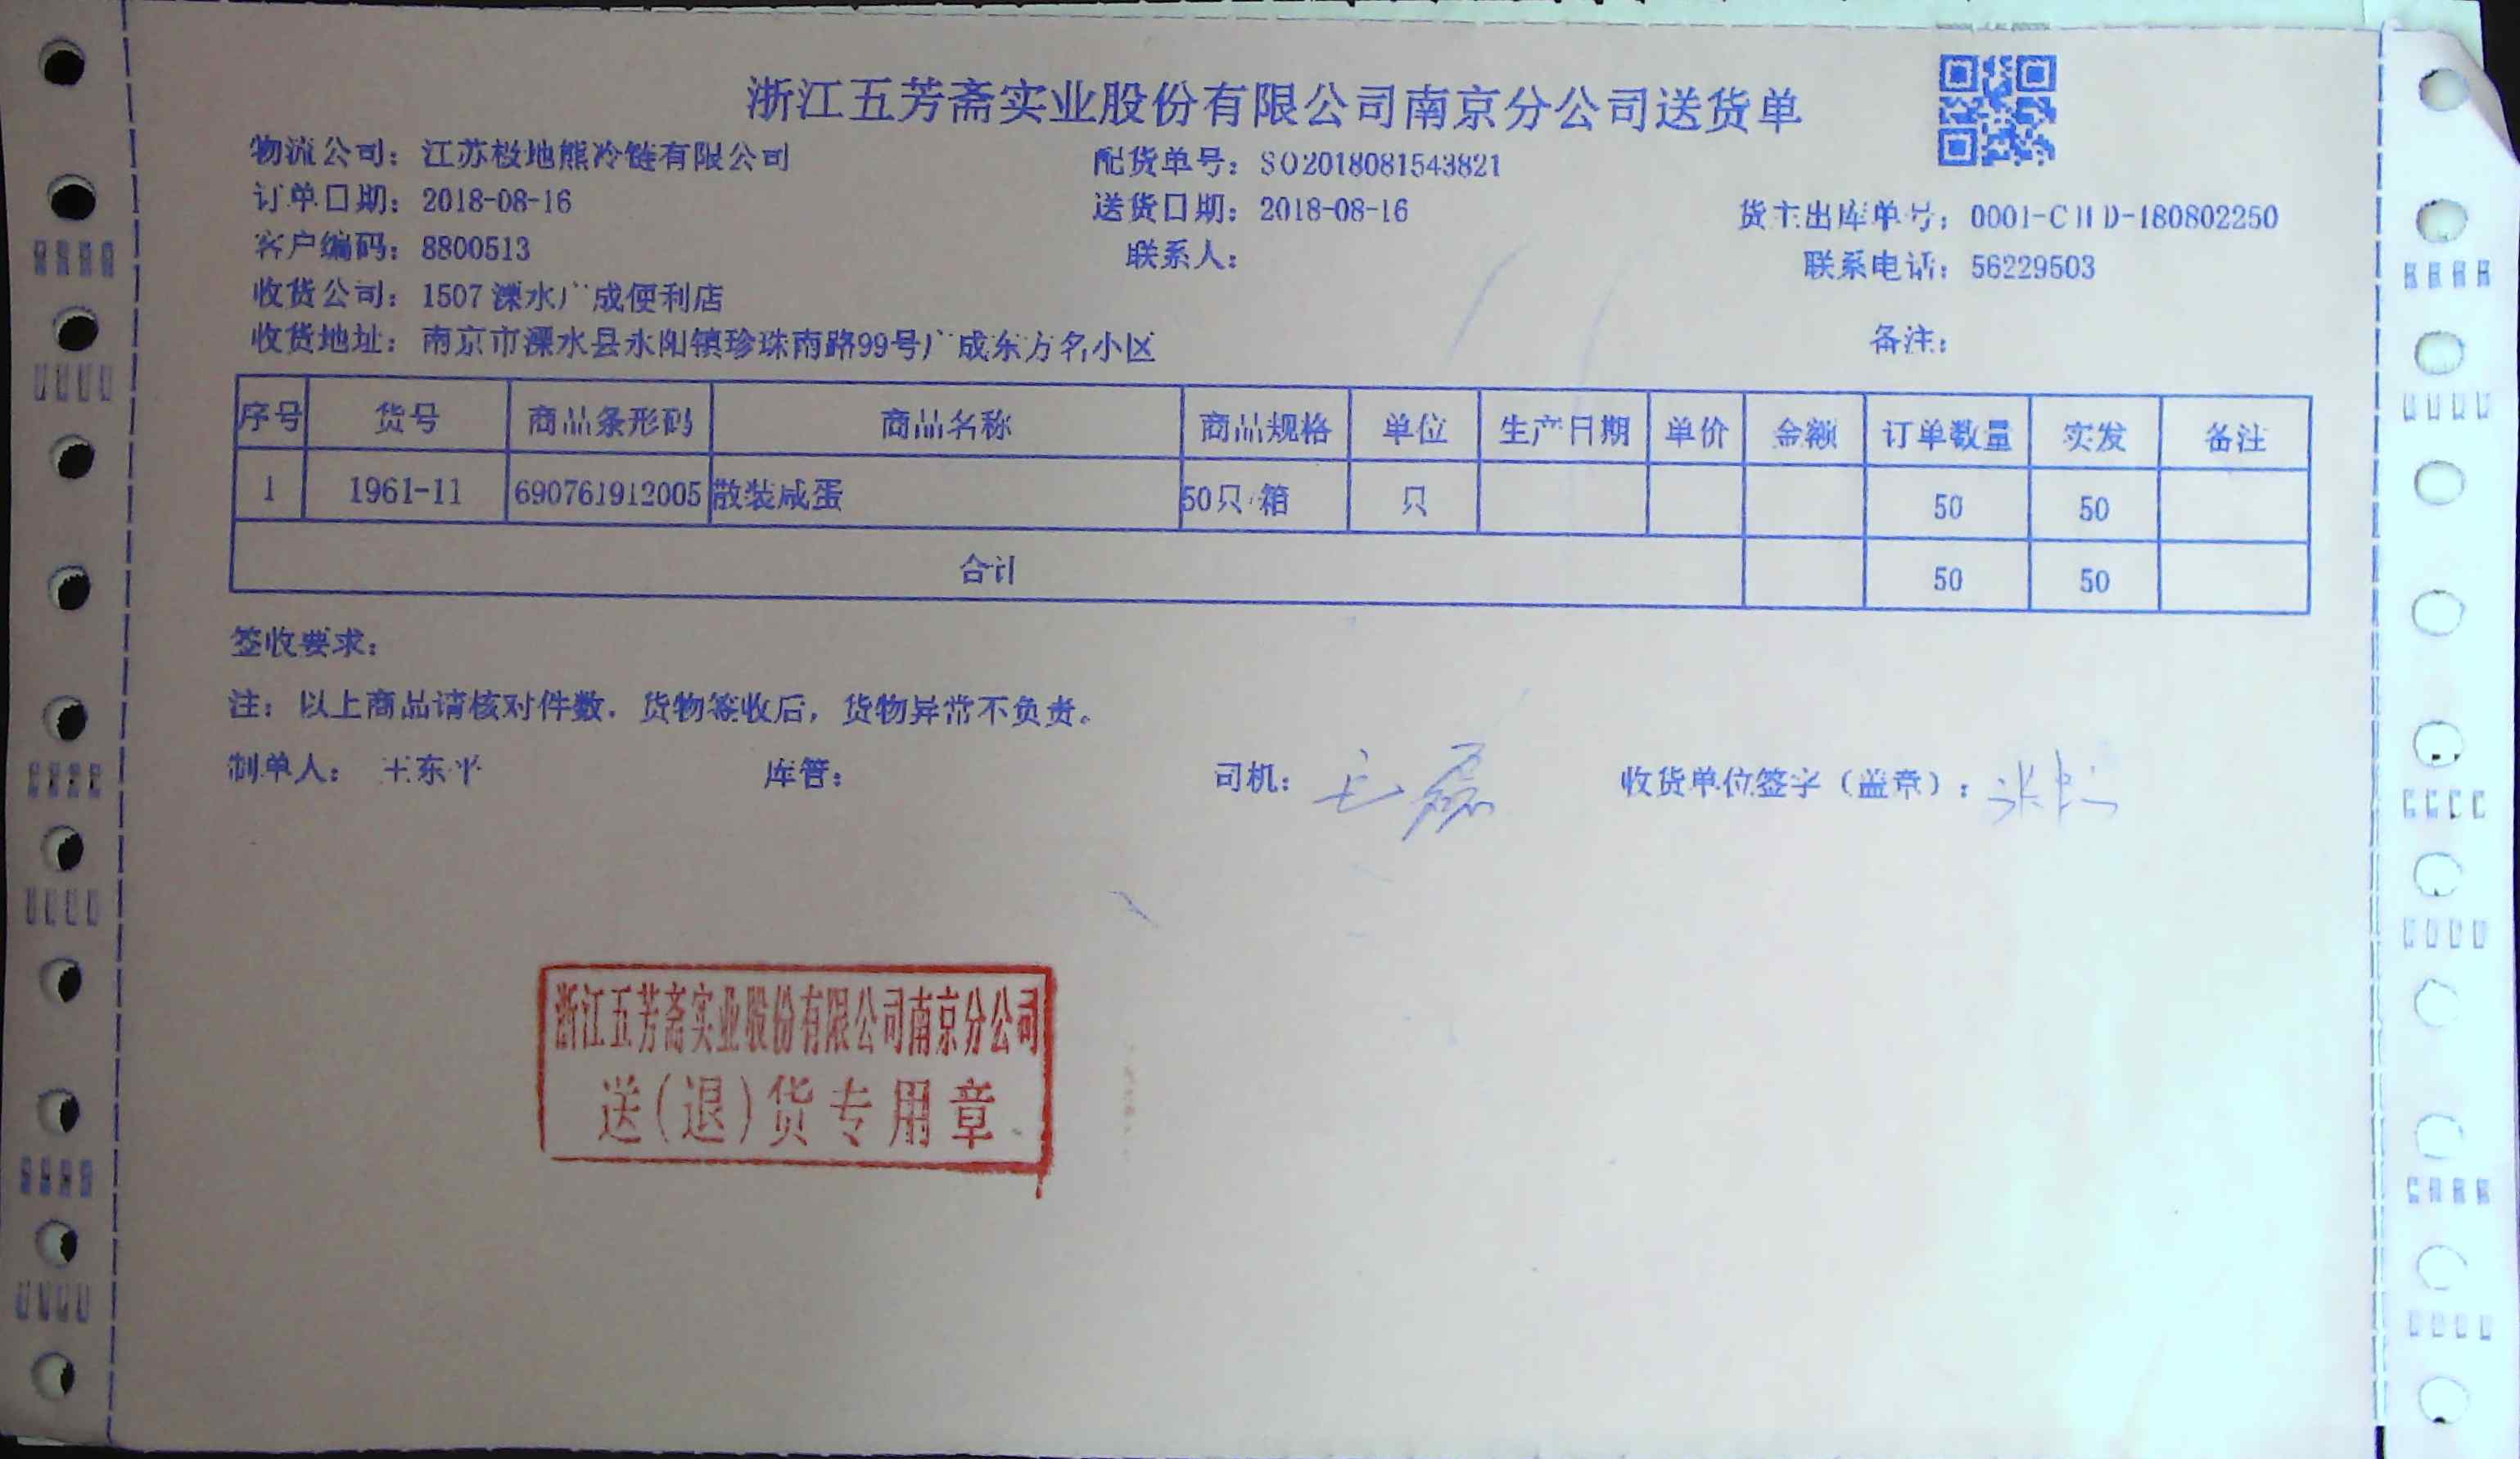 浙江五芳斋实业股份有限公司南京分公司送货单
物流公司：江苏极地熊冷链有限公司 配货单号：SO2018081543821
订单日期：2018-08-16 送货日期：2018-08-16 货主出库单号：0001-CHD-180802250
客户编码：8800513 联系人： 联系电话：56229503
收货公司：1507溧水广成便利店
收货地址：南京市溧水县永阳镇珍珠南路99号广成东方名小区 备注：
序号 货号 商品条形码 商品名称 商品规格 单位 生产日期 单价 金额 订单数量 实发 备注
1 1961-11 690761912005 散装咸蛋 50只/箱 只 50 50
合计 50 50
签收要求：
注：以上商品请核对件数，货物签收后，货物异常不负责。
制单人：王东平 库管： 司机： 收货单位签字（盖章）：
浙江五芳斋实业股份有限公司南京分公司
送(退)货专用章